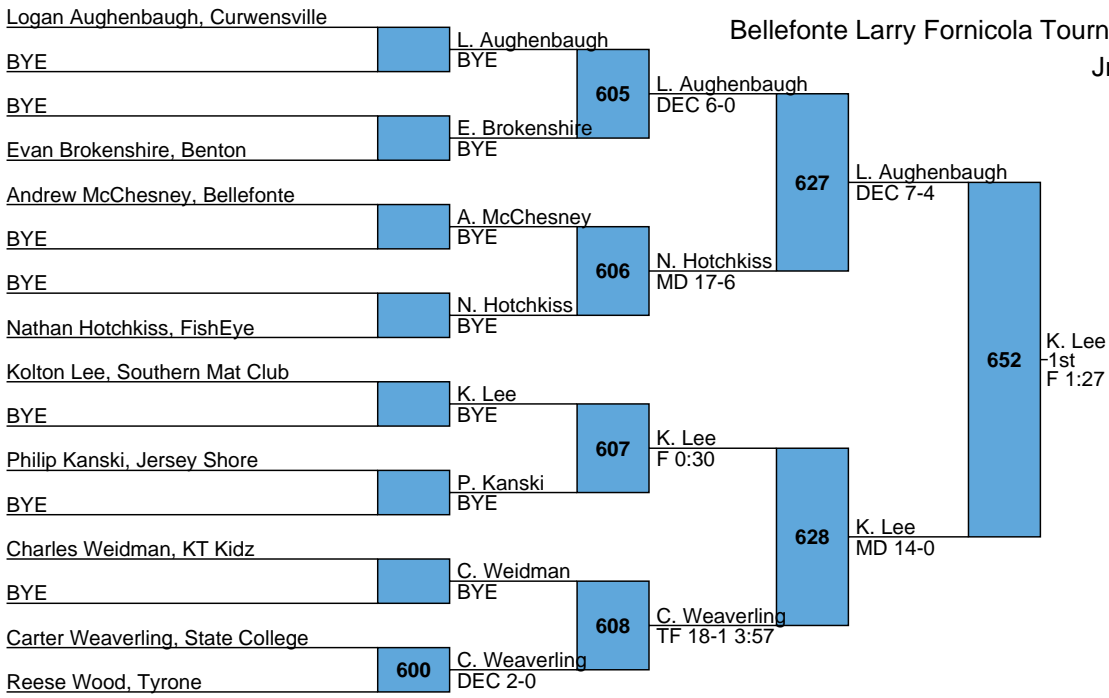 Bellefonte Larry Fornicola Tourn
Jr
Logan Aughenbaugh, Curwensville
BYE
BYE
Evan Brokenshire, Benton
Andrew McChesney, Bellefonte
BYE
BYE
Nathan Hotchkiss, FishEye
Kolton Lee, Southern Mat Club
BYE
Philip Kanski, Jersey Shore
BYE
Charles Weidman, KT Kidz
BYE
Carter Weaverling, State College
Reese Wood, Tyrone
600
L. Aughenbaugh
BYE
E. Brokenshire
BYE
A. McChesney
BYE
N. Hotchkiss
BYE
K. Lee
BYE
P. Kanski
BYE
C. Weidman
BYE
C. Weaverling
DEC 2-0
605
606
607
608
L. Aughenbaugh
DEC 6-0
N. Hotchkiss
MD 17-6
K. Lee
F 0:30
C. Weaverling
TF 18-1 3:57
627
628
L. Aughenbaugh
DEC 7-4
K. Lee
MD 14-0
652
K. Lee
1st
F 1:27